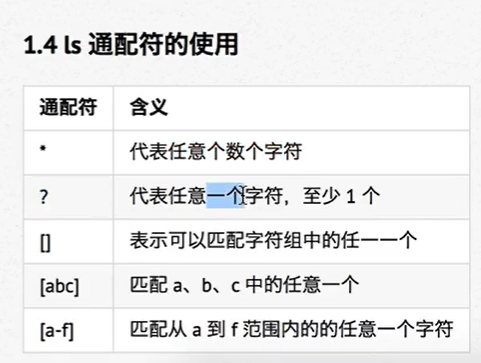 1.4 ls 通配符的使用
通配符 含义
* 代表任意个数个字符
? 代表任意一个字符，至少 1 个
[] 表示可以匹配字符组中的任一一个
[abc] 匹配 a、b、c 中的任意一个
[a-f] 匹配从 a 到 f 范围内的的任意一个字符